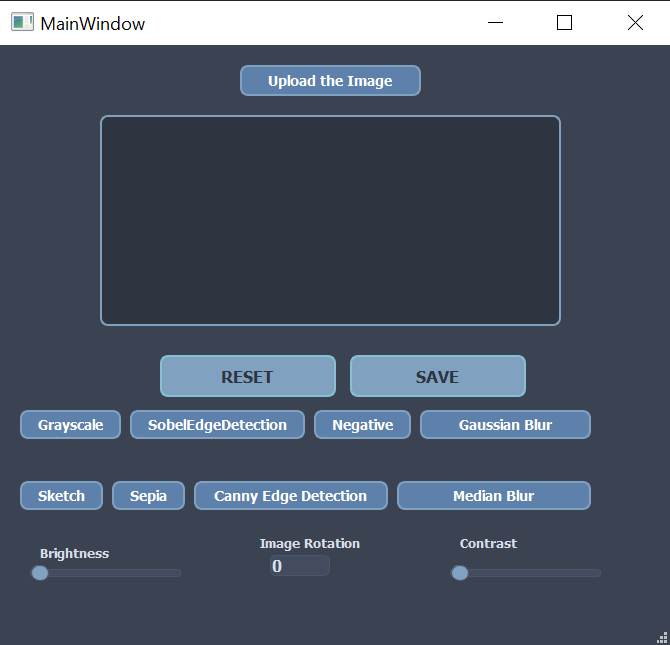 MainWindow
Upload the Image
RESET SAVE
Grayscale SobelEdgeDetection Negative Gaussian Blur
Sketch Sepia Canny Edge Detection Median Blur
Brightness Image Rotation Contrast
0